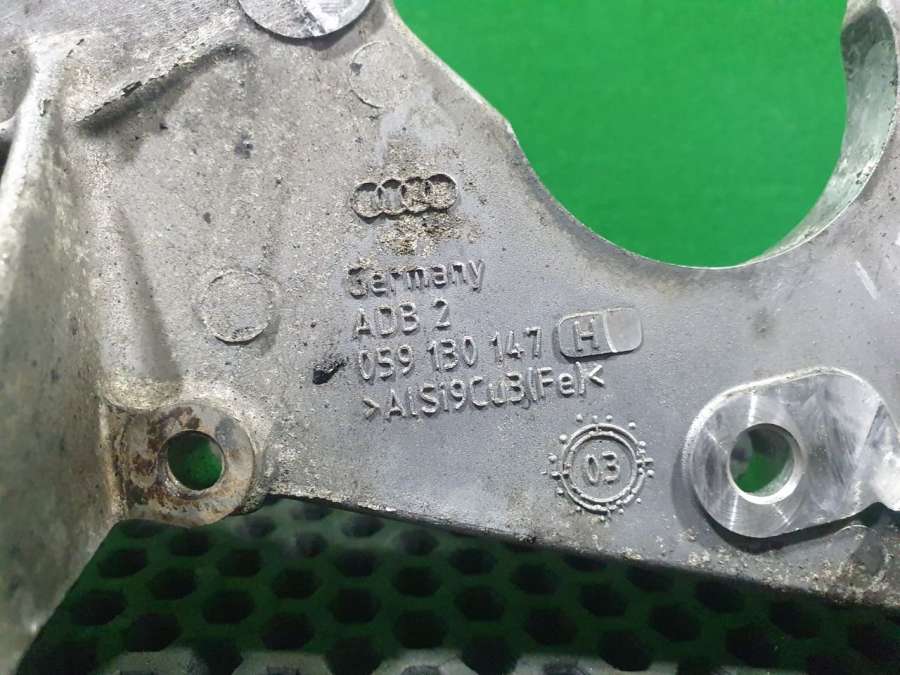 Germany
ADB 2
059 130 147 H
>AlSi9Cu3(Fe)<
03